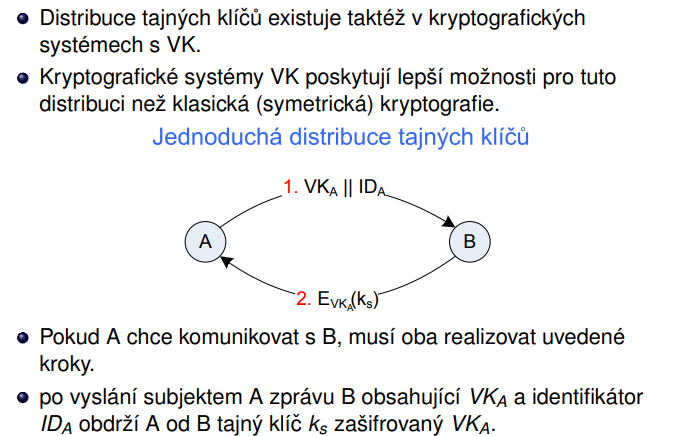 Distribuce tajných klíčů existuje taktéž v kryptografických
systémech s VK.
Kryptografické systémy VK poskytují lepší možnosti pro tuto
distribuci než klasická (symetrická) kryptografie.
Jednoduchá distribuce tajných klíčů
1. VK_A || ID_A
A
B
2. E_VK_A(k_s)
Pokud A chce komunikovat s B, musí oba realizovat uvedené
kroky.
po vyslání subjektem A zprávu B obsahující VK_A a identifikátor
ID_A obdrží A od B tajný klíč k_s zašifrovaný VK_A.